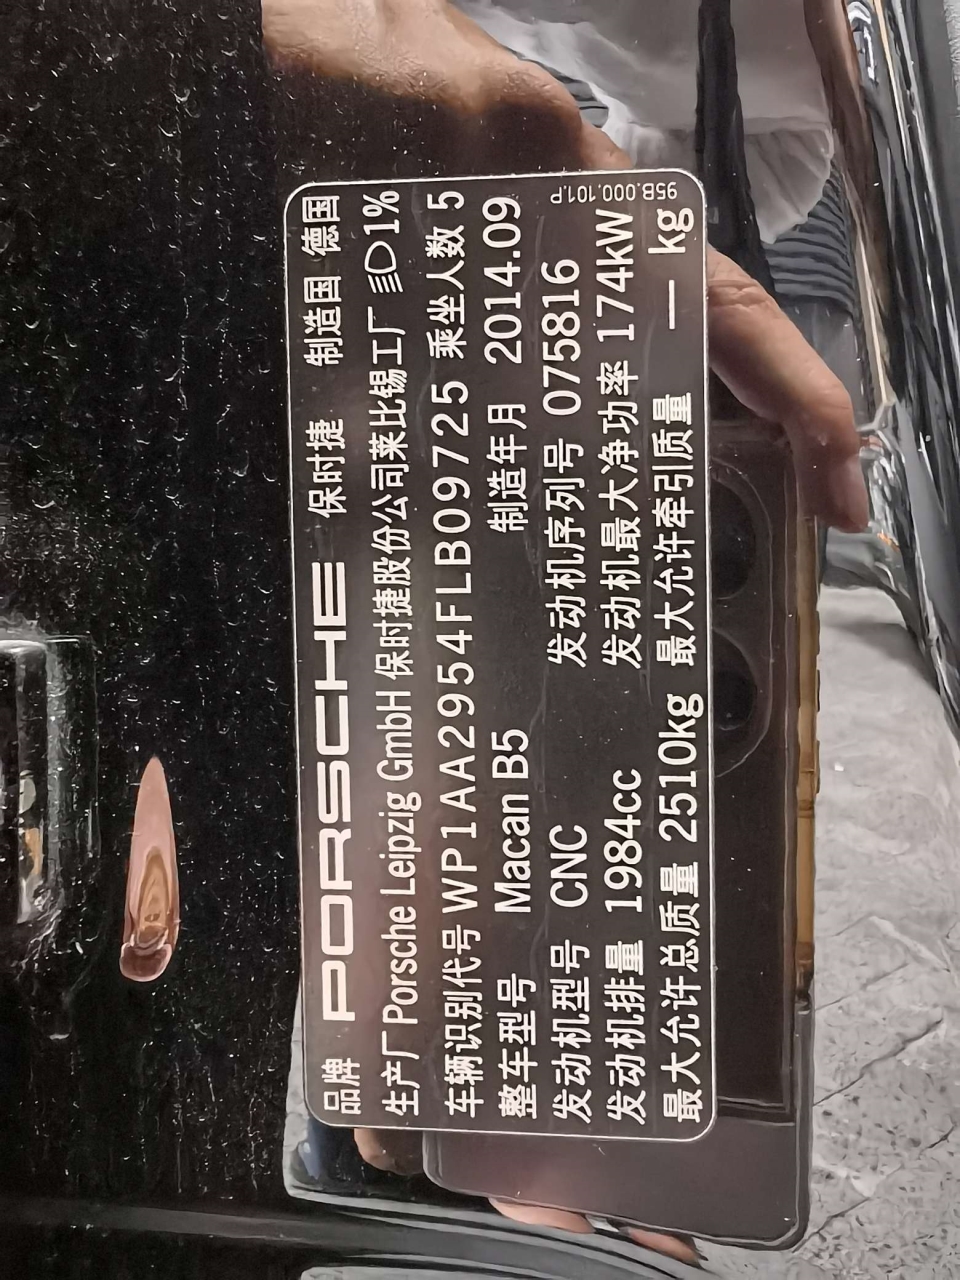 品牌 PORSCHE 保时捷 制造国 德国
生产厂 Porsche Leipzig GmbH 保时捷股份公司莱比锡工厂 1%
车辆识别代号 WP1AA2954FLB09725 乘坐人数 5
整车型号 Macan B5 制造年月 2014.09
发动机型号 CNC 发动机序列号 075816
发动机排量 1984cc 发动机最大净功率 174kW
最大允许总质量 2510kg 最大允许牵引质量 — kg
95B.000.101.P